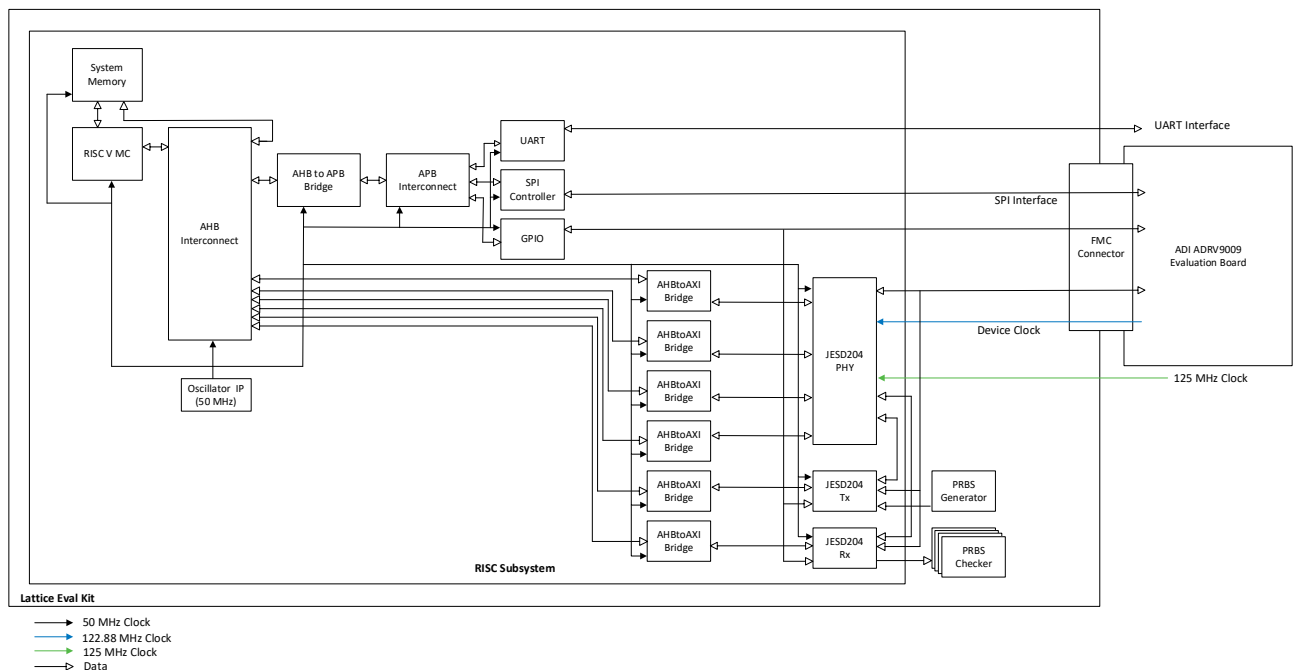 System
Memory
RISC V MC
AHB
Interconnect
AHB to APB
Bridge
APB
Interconnect
UART
SPI
Controller
GPIO
UART Interface
SPI Interface
FMC
Connector
ADI ADRV9009
Evaluation Board
Device Clock
125 MHz Clock
Oscillator IP
(50 MHz)
AHBtoAXI
Bridge
AHBtoAXI
Bridge
AHBtoAXI
Bridge
AHBtoAXI
Bridge
AHBtoAXI
Bridge
AHBtoAXI
Bridge
JESD204
PHY
JESD204
Tx
JESD204
Rx
PRBS
Generator
PRBS
Checker
RISC Subsystem
Lattice Eval Kit
50 MHz Clock
122.88 MHz Clock
125 MHz Clock
Data